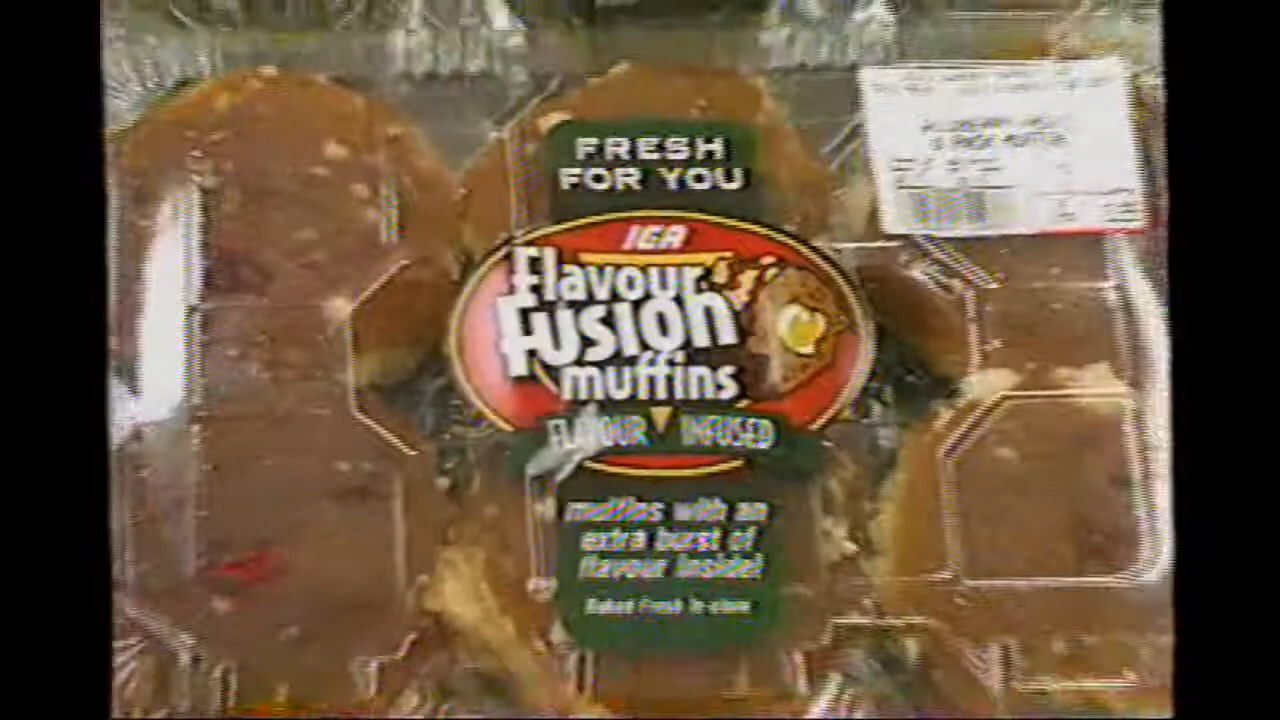 FRESH
FOR YOU
IGA
Flavour
Fusion
muffins
FLAVOUR INFUSED
muffins with an
extra burst of
flavour inside!
Baked Fresh in-store